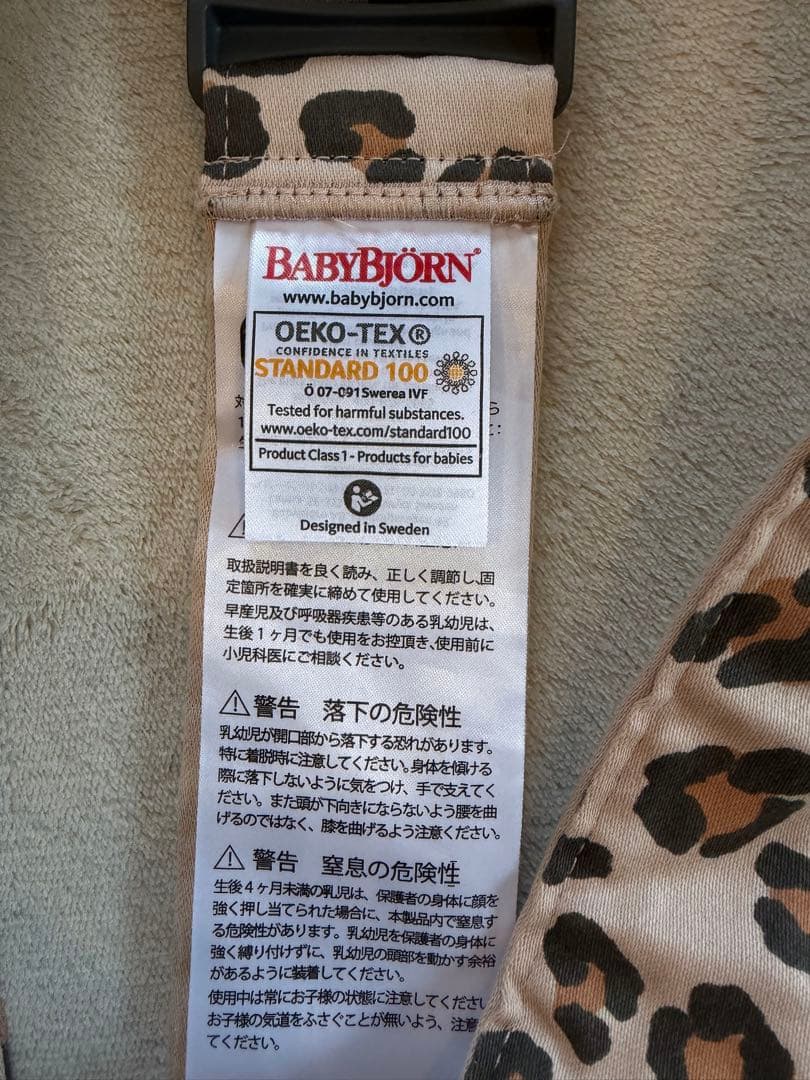 BABYBJÖRN®
www.babybjorn.com
OEKO-TEX®
CONFIDENCE IN TEXTILES
STANDARD 100
Ö 07-091 Swerea IVF
Tested for harmful substances.
www.oeko-tex.com/standard100
Product Class 1 - Products for babies
Designed in Sweden
取扱説明書を良く読み、正しく調節し、固
定箇所を確実に締めて使用してください。
早産児及び呼吸器疾患等のある乳幼児は、
生後1ヶ月でも使用をお控頂き、使用前に
小児科医にご相談ください。
⚠警告 落下の危険性
乳幼児が開口部から落下する恐れがあります。
特に着脱時に注意してください。身体を傾ける
際に落下しないように気をつけ、手で支えてく
ださい。また頭が下向きにならないよう腰を曲
げるのではなく、膝を曲げるよう注意ください。
⚠警告 窒息の危険性
生後4ヶ月未満の乳児は、保護者の身体に顔を
強く押し当てられた場合に、本製品内で窒息す
る危険性があります。乳幼児を保護者の身体に
強く縛り付けずに、乳幼児の頭部を動かす余裕
があるように装着してください。
使用中は常にお子様の状態に注意してくださ
お子様の気道をふさぐことが無いよう、注意
てください。